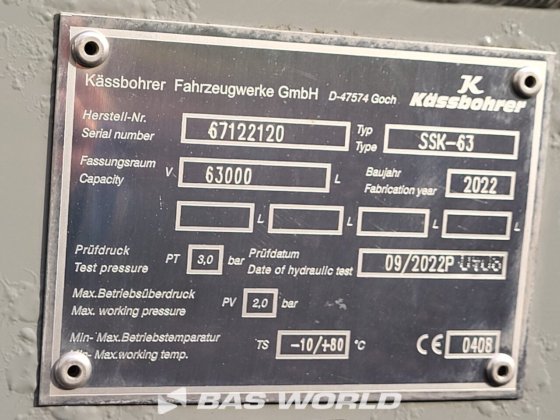 Kässbohrer Fahrzeugwerke GmbH D-47574 Goch
K
Kässbohrer
Herstell-Nr.
Serial number
67122120
Typ
Type
SSK-63
Fassungsraum
Capacity
V 63000 L
Baujahr
Fabrication year
2022
L L L L
Prüfdruck
Test pressure
PT 3,0 bar
Prüfdatum
Date of hydraulic test
09/2022P
Max.Betriebsüberdruck
Max. working pressure
PV 2,0 bar
Min- Max.Betriebstemparatur
Min- Max.working temp.
TS -10/+80 °C
CE 0408
BAS WORLD